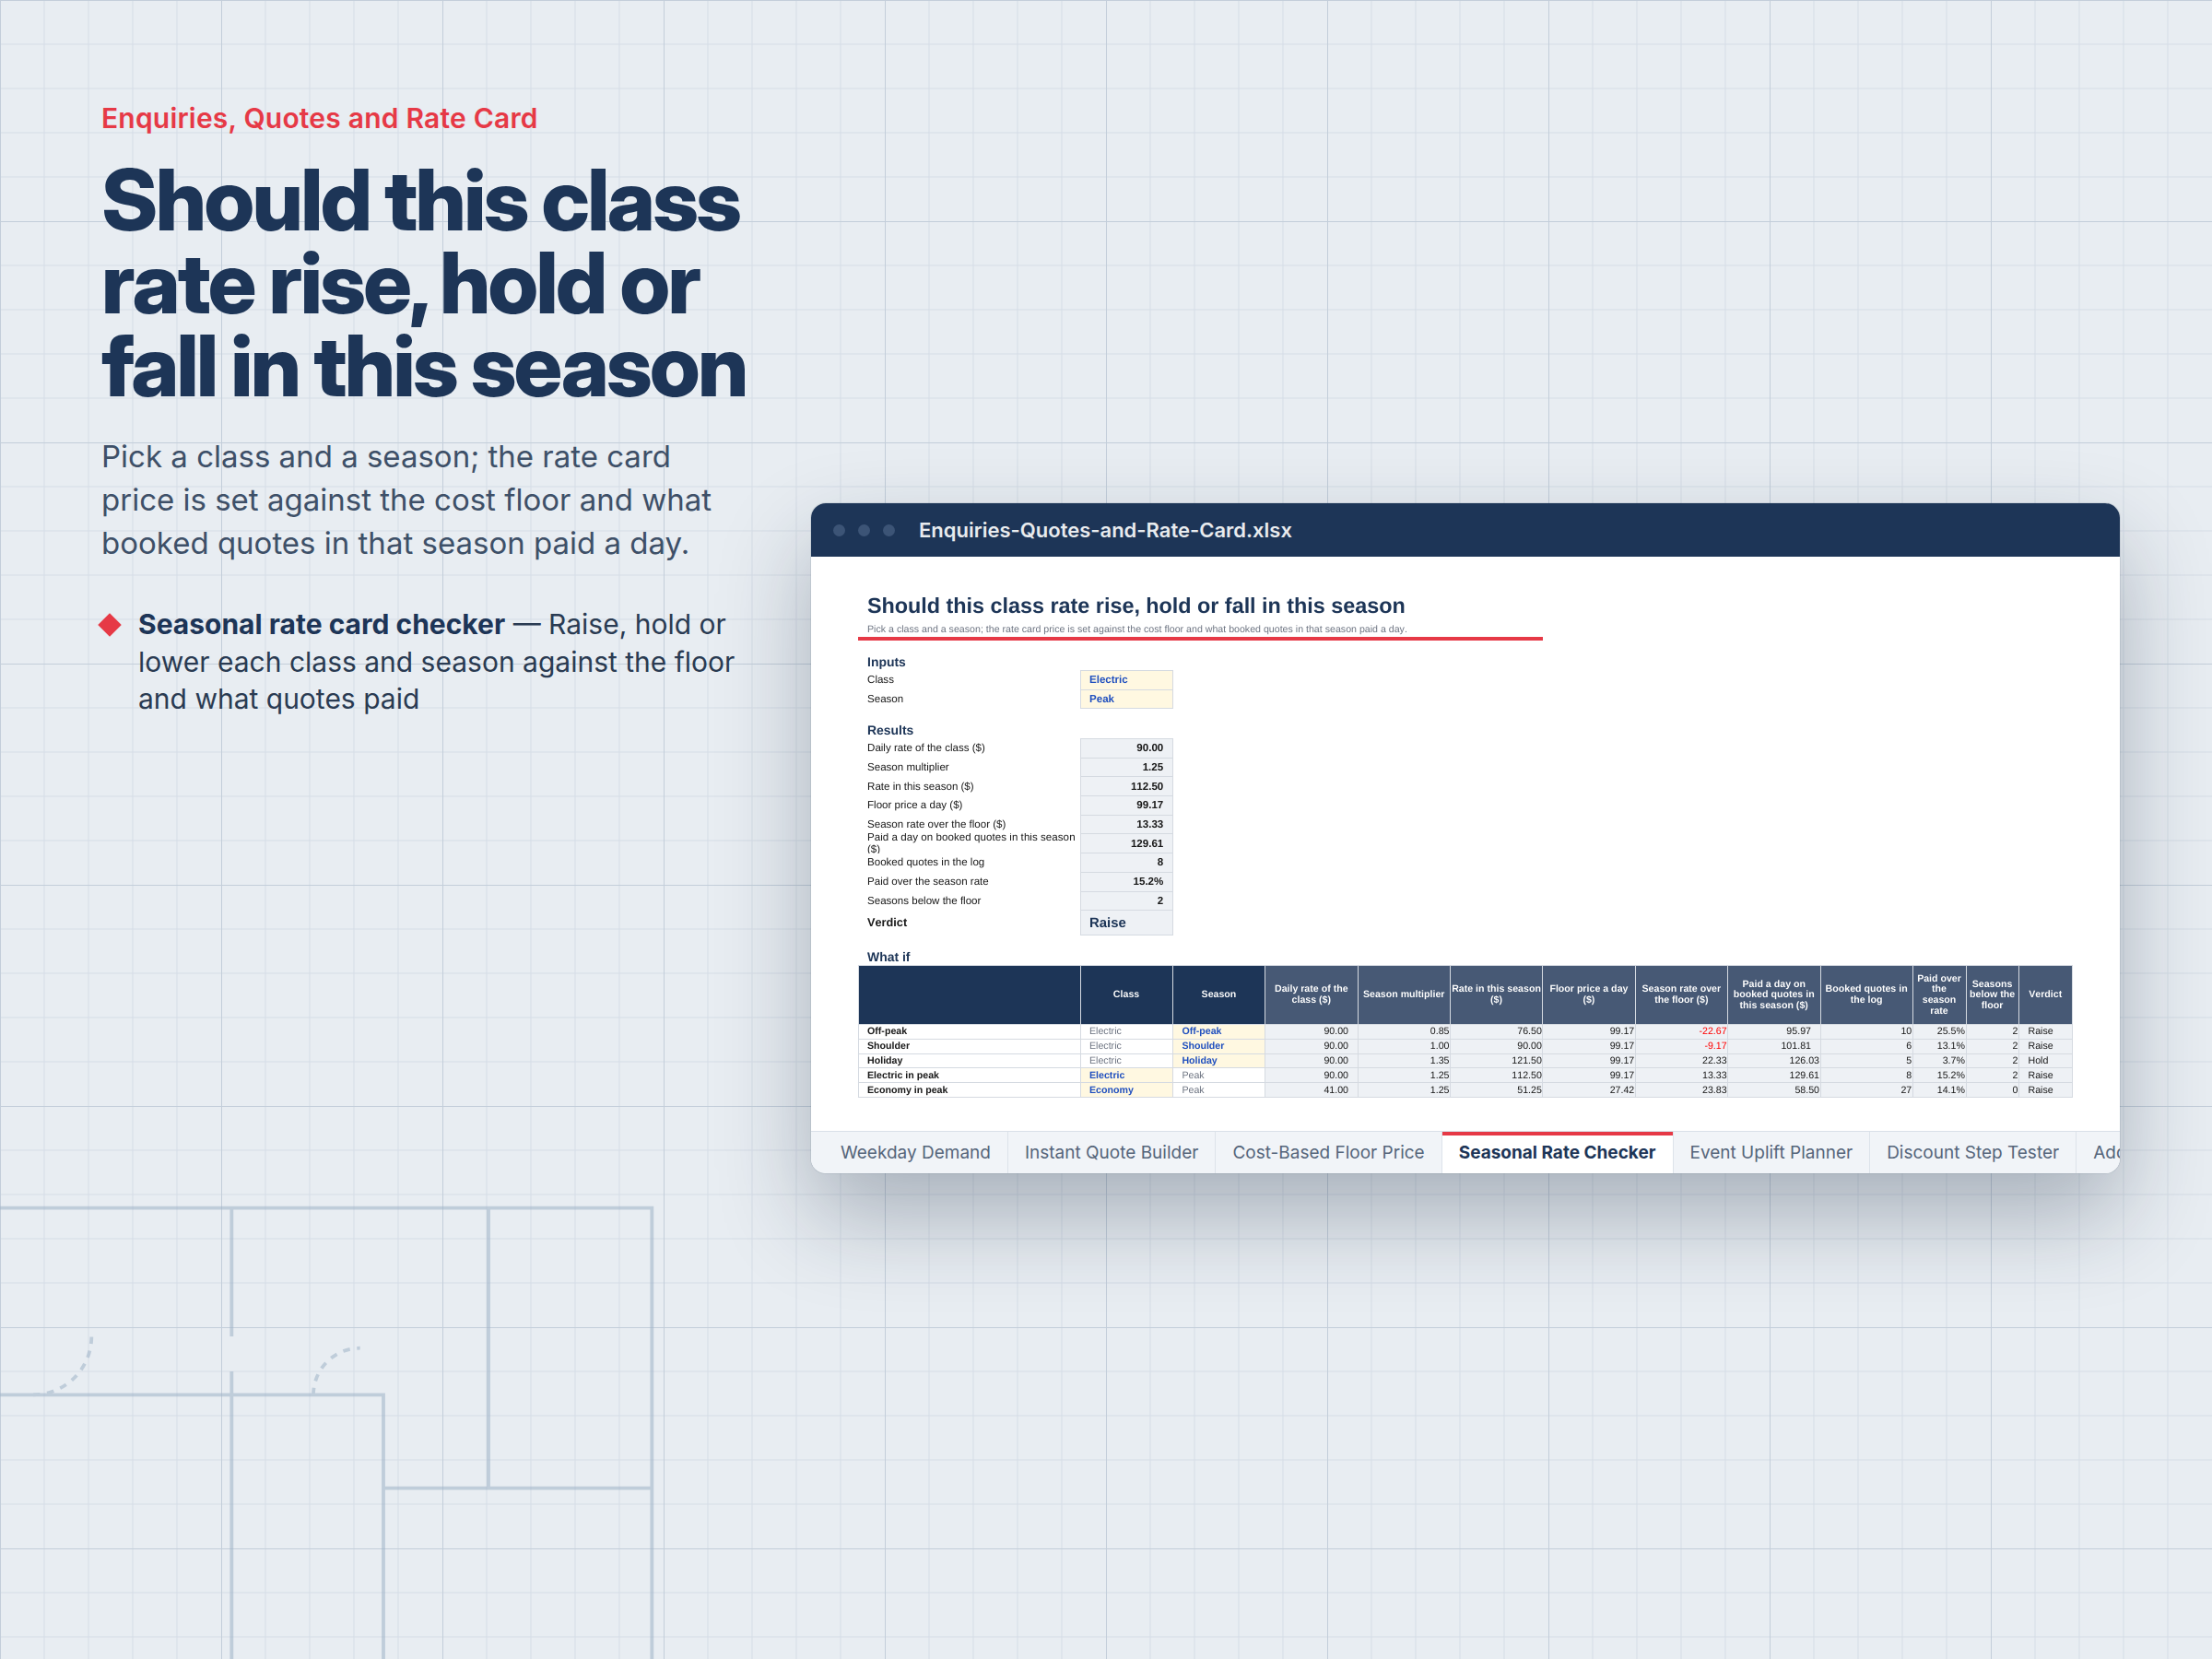 Enquiries, Quotes and Rate Card
Should this class
rate rise, hold or
fall in this season
Pick a class and a season; the rate card
price is set against the cost floor and what
booked quotes in that season paid a day.
Seasonal rate card checker — Raise, hold or
lower each class and season against the floor
and what quotes paid
Enquiries-Quotes-and-Rate-Card.xlsx
Should this class rate rise, hold or fall in this season
Pick a class and a season; the rate card price is set against the cost floor and what booked quotes in that season paid a day.
Inputs
Class Electric
Season Peak
Results
Daily rate of the class ($) 90.00
Season multiplier 1.25
Rate in this season ($) 112.50
Floor price a day ($) 99.17
Season rate over the floor ($) 13.33
Paid a day on booked quotes in this season ($) 129.61
Booked quotes in the log 8
Paid over the season rate 15.2%
Seasons below the floor 2
Verdict Raise
What if
Class Season Daily rate of the class ($) Season multiplier Rate in this season ($) Floor price a day ($) Season rate over the floor ($) Paid a day on booked quotes in this season ($) Booked quotes in the log Paid over the season rate Seasons below the floor Verdict
Off-peak Electric Off-peak 90.00 0.85 76.50 99.17 -22.67 95.97 10 25.5% 2 Raise
Shoulder Electric Shoulder 90.00 1.00 90.00 99.17 -9.17 101.81 6 13.1% 2 Raise
Holiday Electric Holiday 90.00 1.35 121.50 99.17 22.33 126.03 5 3.7% 2 Hold
Electric in peak Electric Peak 90.00 1.25 112.50 99.17 13.33 129.61 8 15.2% 2 Raise
Economy in peak Economy Peak 41.00 1.25 51.25 27.42 23.83 58.50 27 14.1% 0 Raise
Weekday Demand Instant Quote Builder Cost-Based Floor Price Seasonal Rate Checker Event Uplift Planner Discount Step Tester